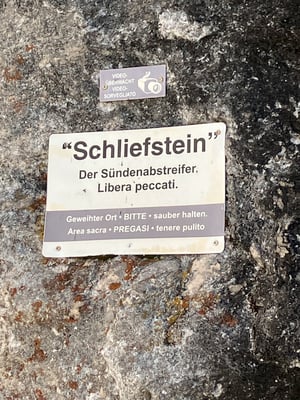 VIDEO
ÜBERWACHT
VIDEO-
SORVEGLIATO
"Schliefstein"
Der Sündenabstreifer.
Libera peccati.
Geweihter Ort • BITTE • sauber halten.
Area sacra • PREGASI • tenere pulito